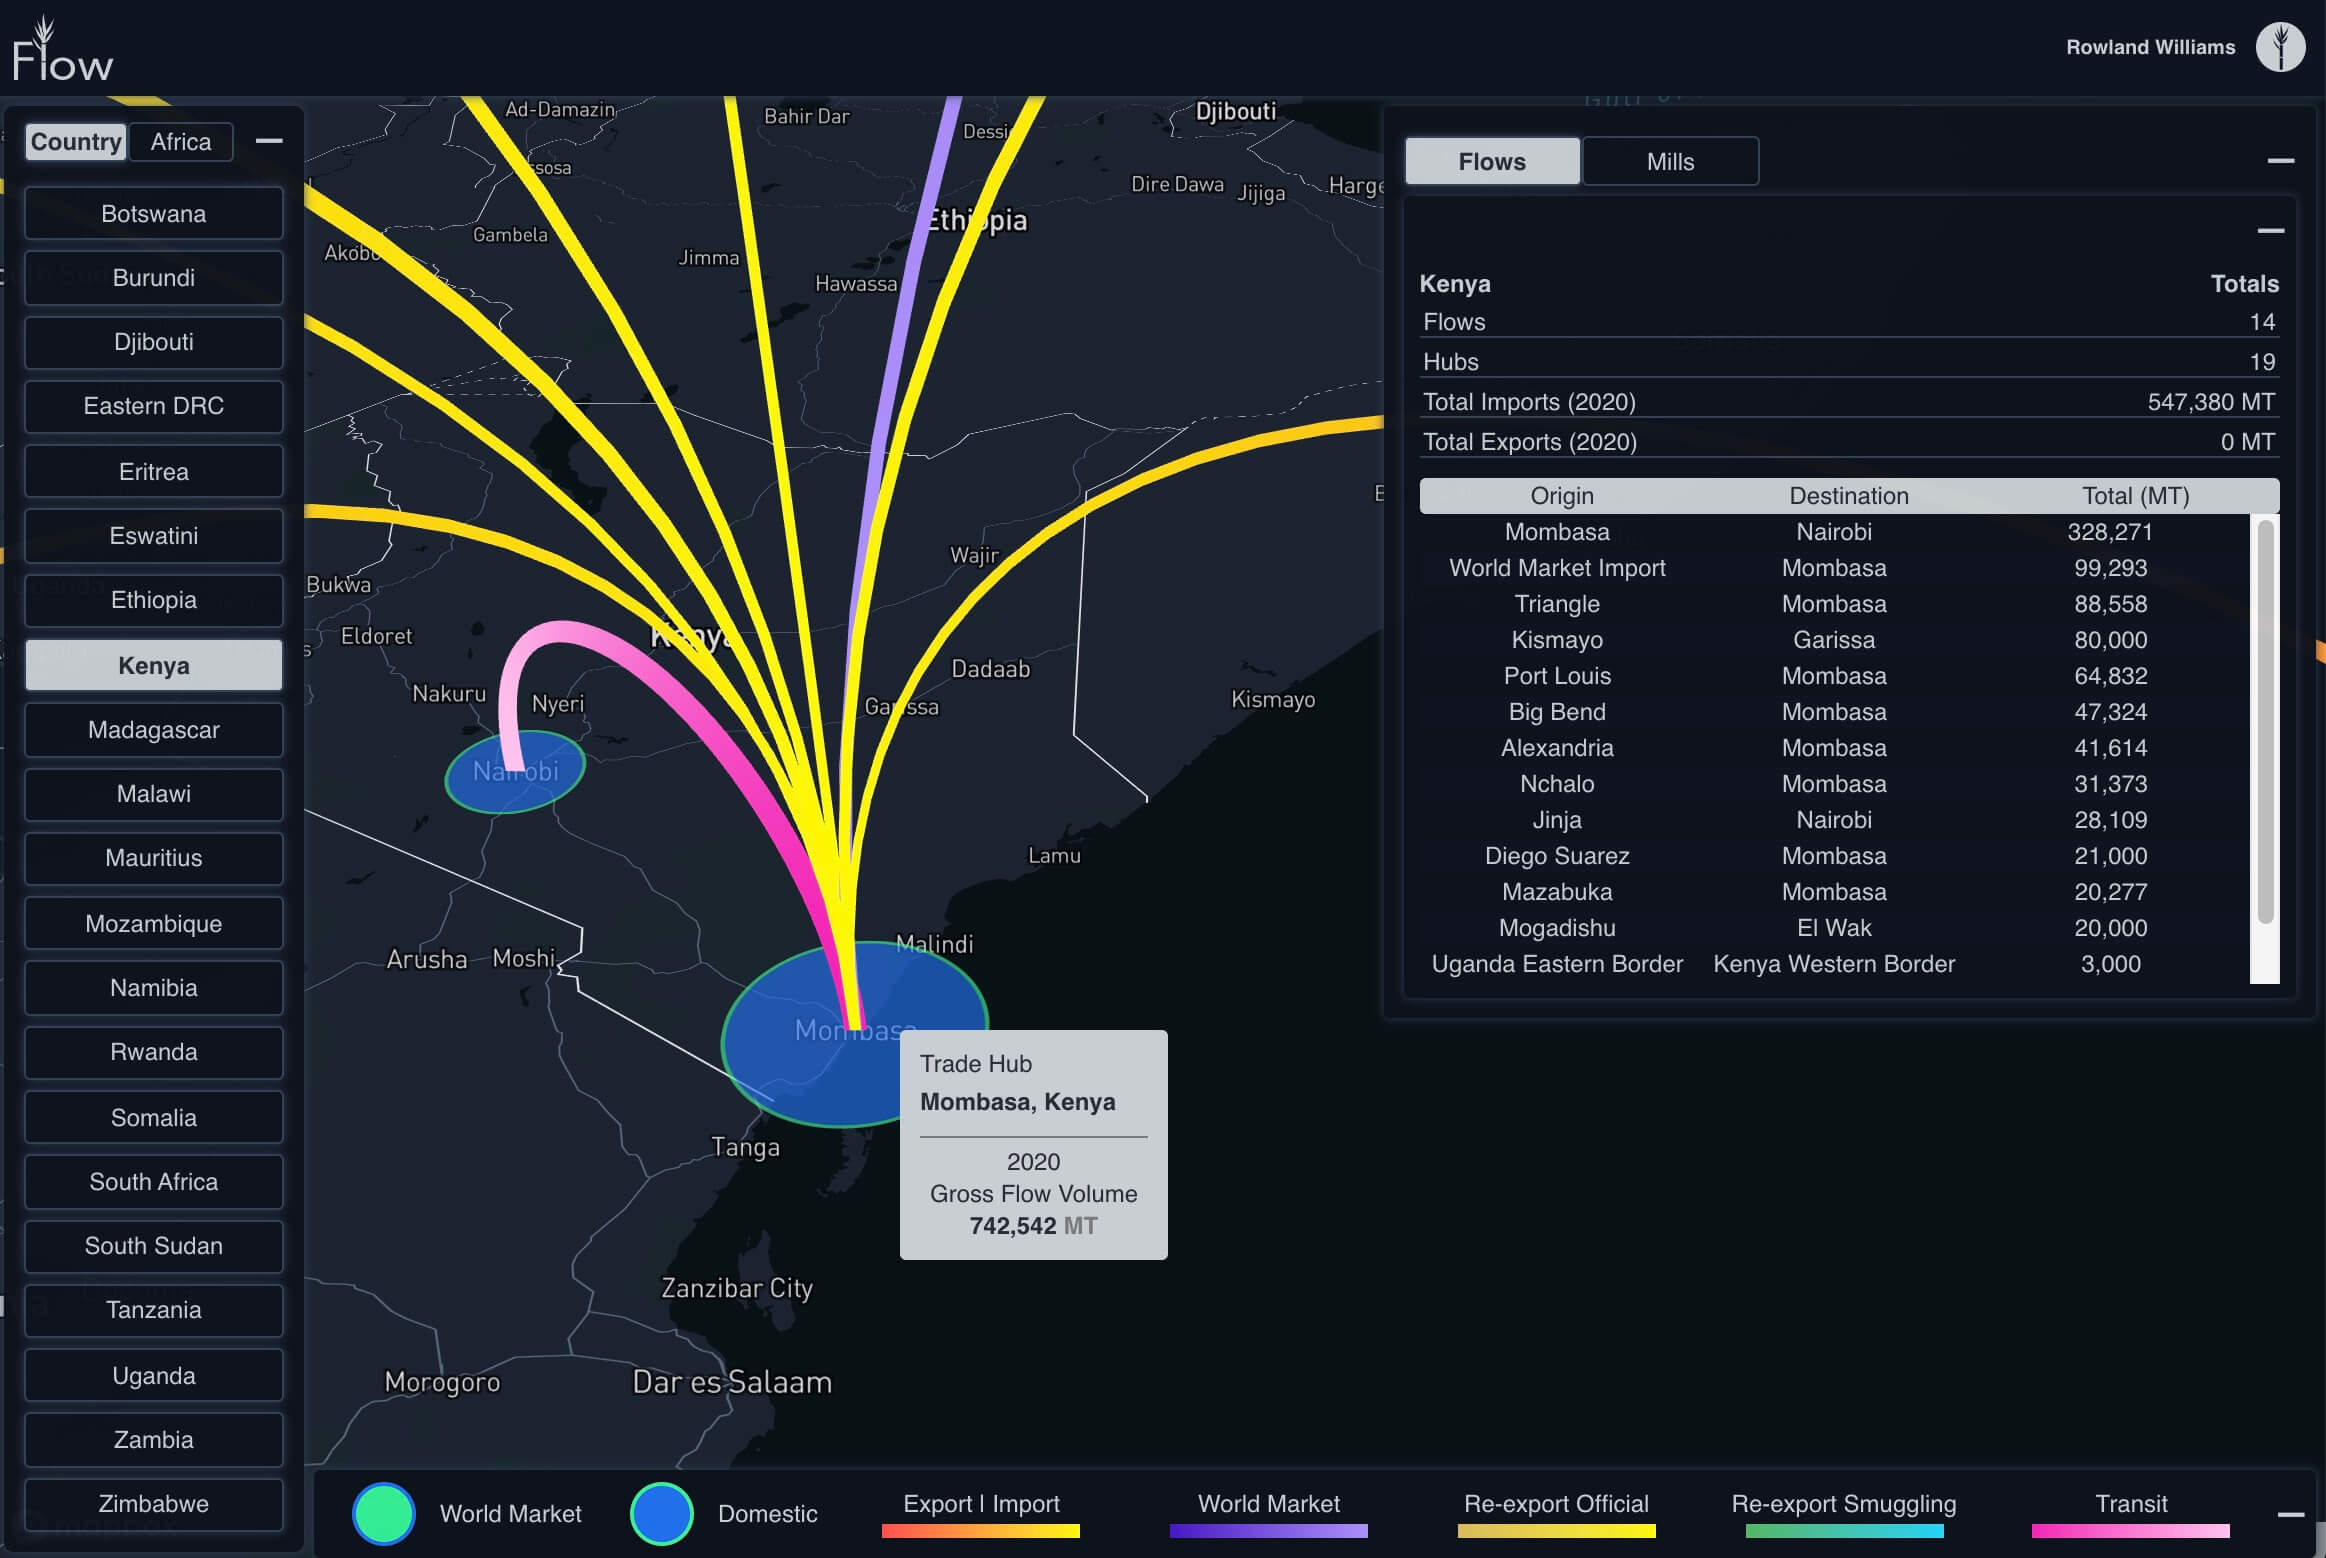 Flow
Rowland Williams
Country
Africa
Botswana
Burundi
Djibouti
Eastern DRC
Eritrea
Eswatini
Ethiopia
Kenya
Madagascar
Malawi
Mauritius
Mozambique
Namibia
Rwanda
Somalia
South Africa
South Sudan
Tanzania
Uganda
Zambia
Zimbabwe
Ad-Damazin
Bahir Dar
Djibouti
Dire Dawa
Jijiga
Ethiopia
Gambela
Jimma
Hawassa
Wajir
Bukwa
Eldoret
Kenya
Dadaab
Nakuru
Nyeri
Garissa
Kismayo
Nairobi
Lamu
Malindi
Arusha
Moshi
Mombasa
Tanga
Zanzibar City
Morogoro
Dar es Salaam
Trade Hub
Mombasa, Kenya
2020
Gross Flow Volume
742,542 MT
Flows
Mills
Kenya Totals
Flows 14
Hubs 19
Total Imports (2020) 547,380 MT
Total Exports (2020) 0 MT
Origin Destination Total (MT)
Mombasa Nairobi 328,271
World Market Import Mombasa 99,293
Triangle Mombasa 88,558
Kismayo Garissa 80,000
Port Louis Mombasa 64,832
Big Bend Mombasa 47,324
Alexandria Mombasa 41,614
Nchalo Mombasa 31,373
Jinja Nairobi 28,109
Diego Suarez Mombasa 21,000
Mazabuka Mombasa 20,277
Mogadishu El Wak 20,000
Uganda Eastern Border Kenya Western Border 3,000
World Market
Domestic
Export | Import
World Market
Re-export Official
Re-export Smuggling
Transit